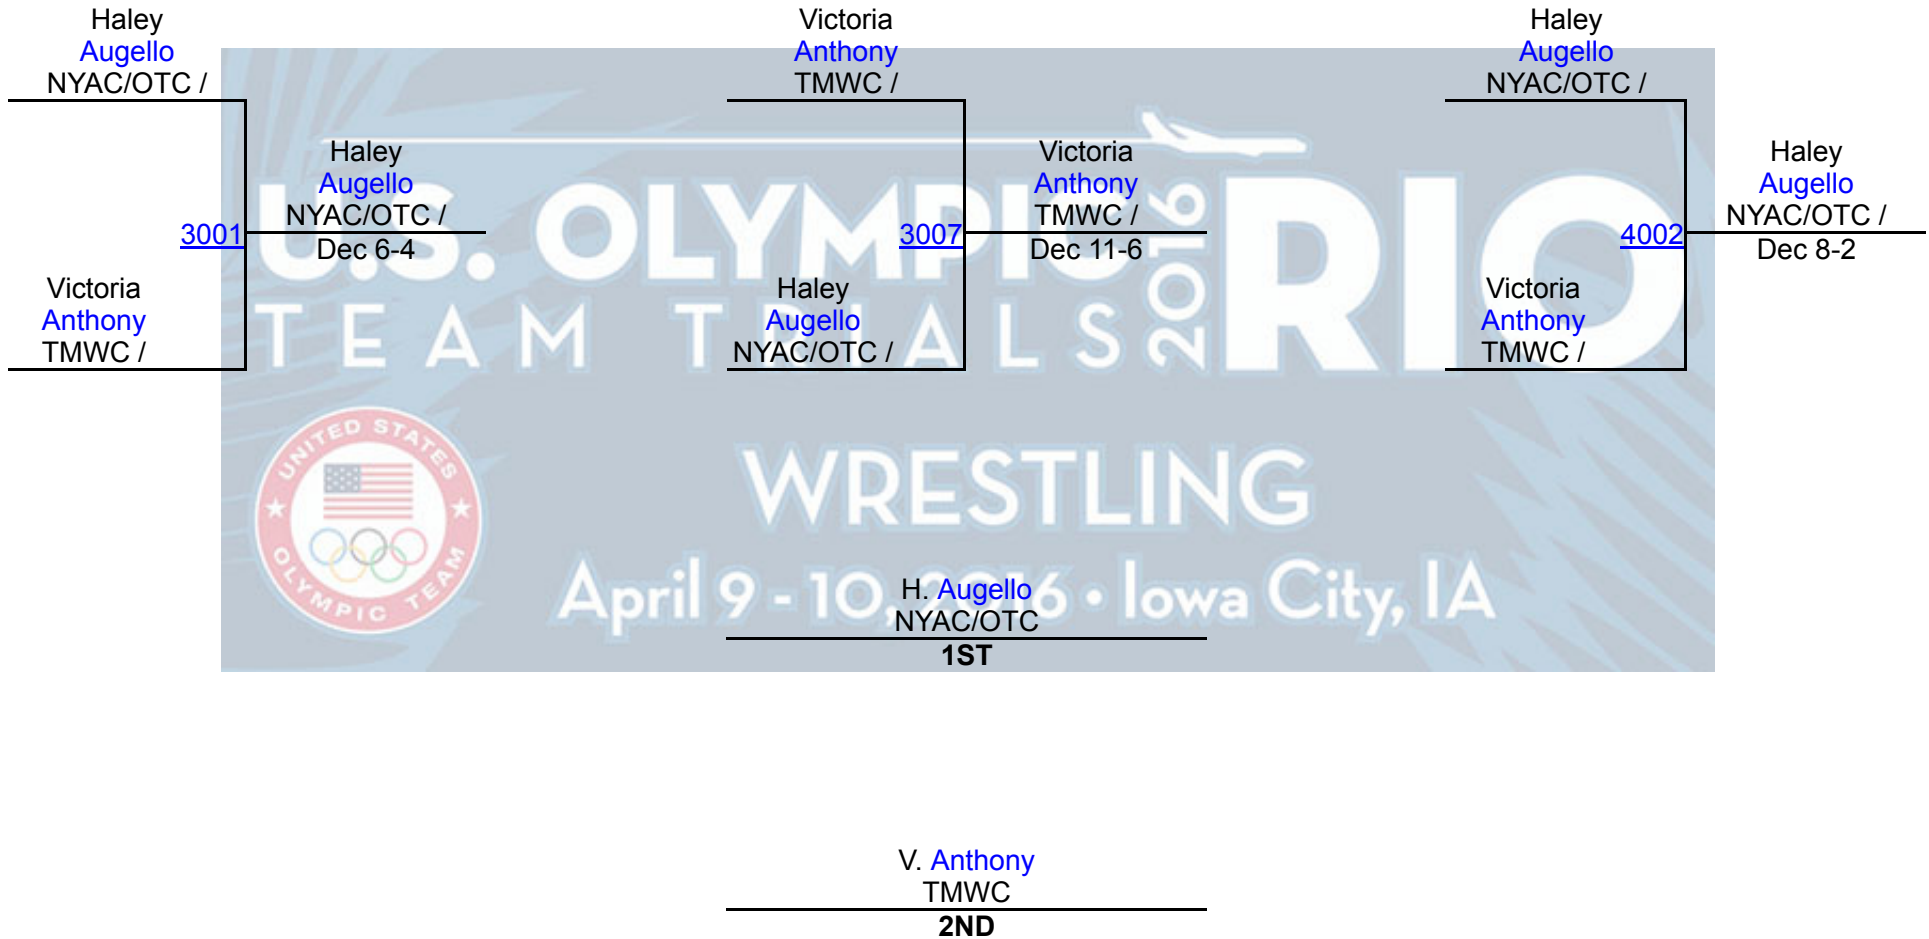 Haley
Augello
NYAC/OTC /
3001
Haley
Augello
NYAC/OTC /
Dec 6-4
Victoria
Anthony
TMWC /
Victoria
Anthony
TMWC /
3007
Victoria
Anthony
TMWC /
Dec 11-6
Haley
Augello
NYAC/OTC /
Haley
Augello
NYAC/OTC /
4002
Haley
Augello
NYAC/OTC /
Dec 8-2
Victoria
Anthony
TMWC /
U.S. OLYMPIC
TEAM TRIALS
2016
RIO
UNITED STATES
OLYMPIC TEAM
WRESTLING
April 9 - 10, 2016 • Iowa City, IA
H. Augello
NYAC/OTC
1ST
V. Anthony
TMWC
2ND